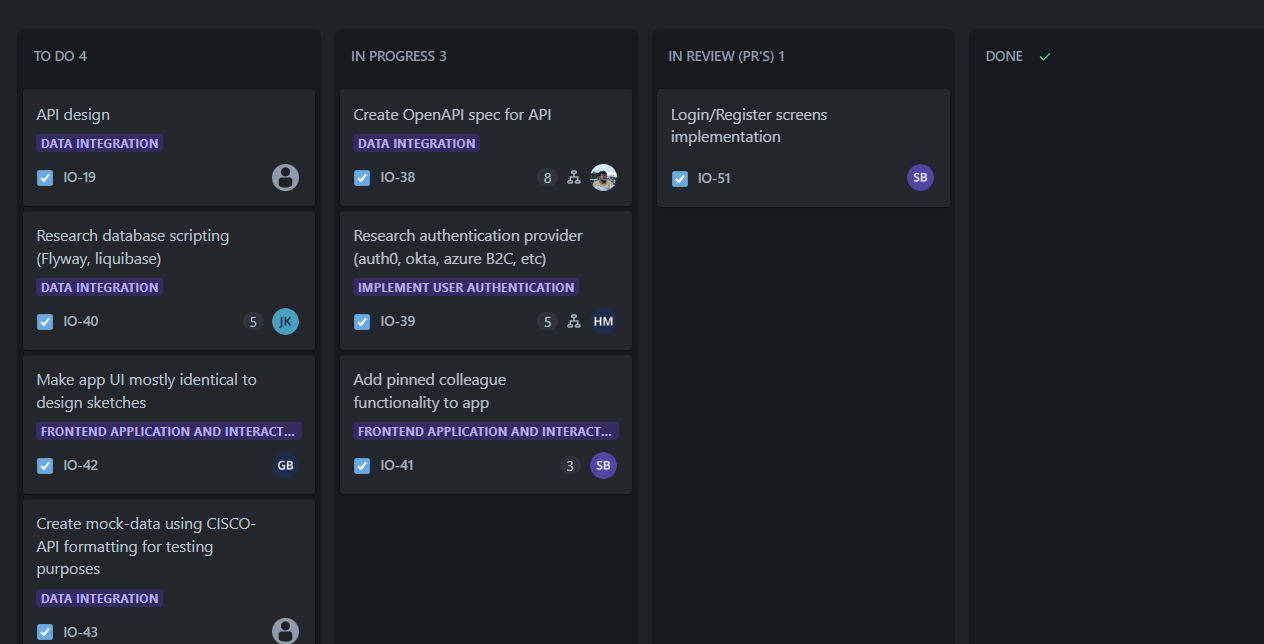 TO DO 4
API design
DATA INTEGRATION
IO-19
Research database scripting
(Flyway, liquibase)
DATA INTEGRATION
IO-40
5
JK
Make app UI mostly identical to
design sketches
FRONTEND APPLICATION AND INTERACT...
IO-42
GB
Create mock-data using CISCO-
API formatting for testing
purposes
DATA INTEGRATION
IO-43
IN PROGRESS 3
Create OpenAPI spec for API
DATA INTEGRATION
IO-38
8
Research authentication provider
(auth0, okta, azure B2C, etc)
IMPLEMENT USER AUTHENTICATION
IO-39
5
HM
Add pinned colleague
functionality to app
FRONTEND APPLICATION AND INTERACT...
IO-41
3
SB
IN REVIEW (PR'S) 1
Login/Register screens
implementation
IO-51
SB
DONE